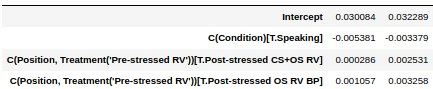 Intercept 0.030084 0.032289
C(Condition)[T.Speaking] -0.005381 -0.003379
C(Position, Treatment('Pre-stressed RV'))[T.Post-stressed CS+OS RV] 0.000286 0.002531
C(Position, Treatment('Pre-stressed RV'))[T.Post-stressed OS RV BP] 0.001057 0.003258